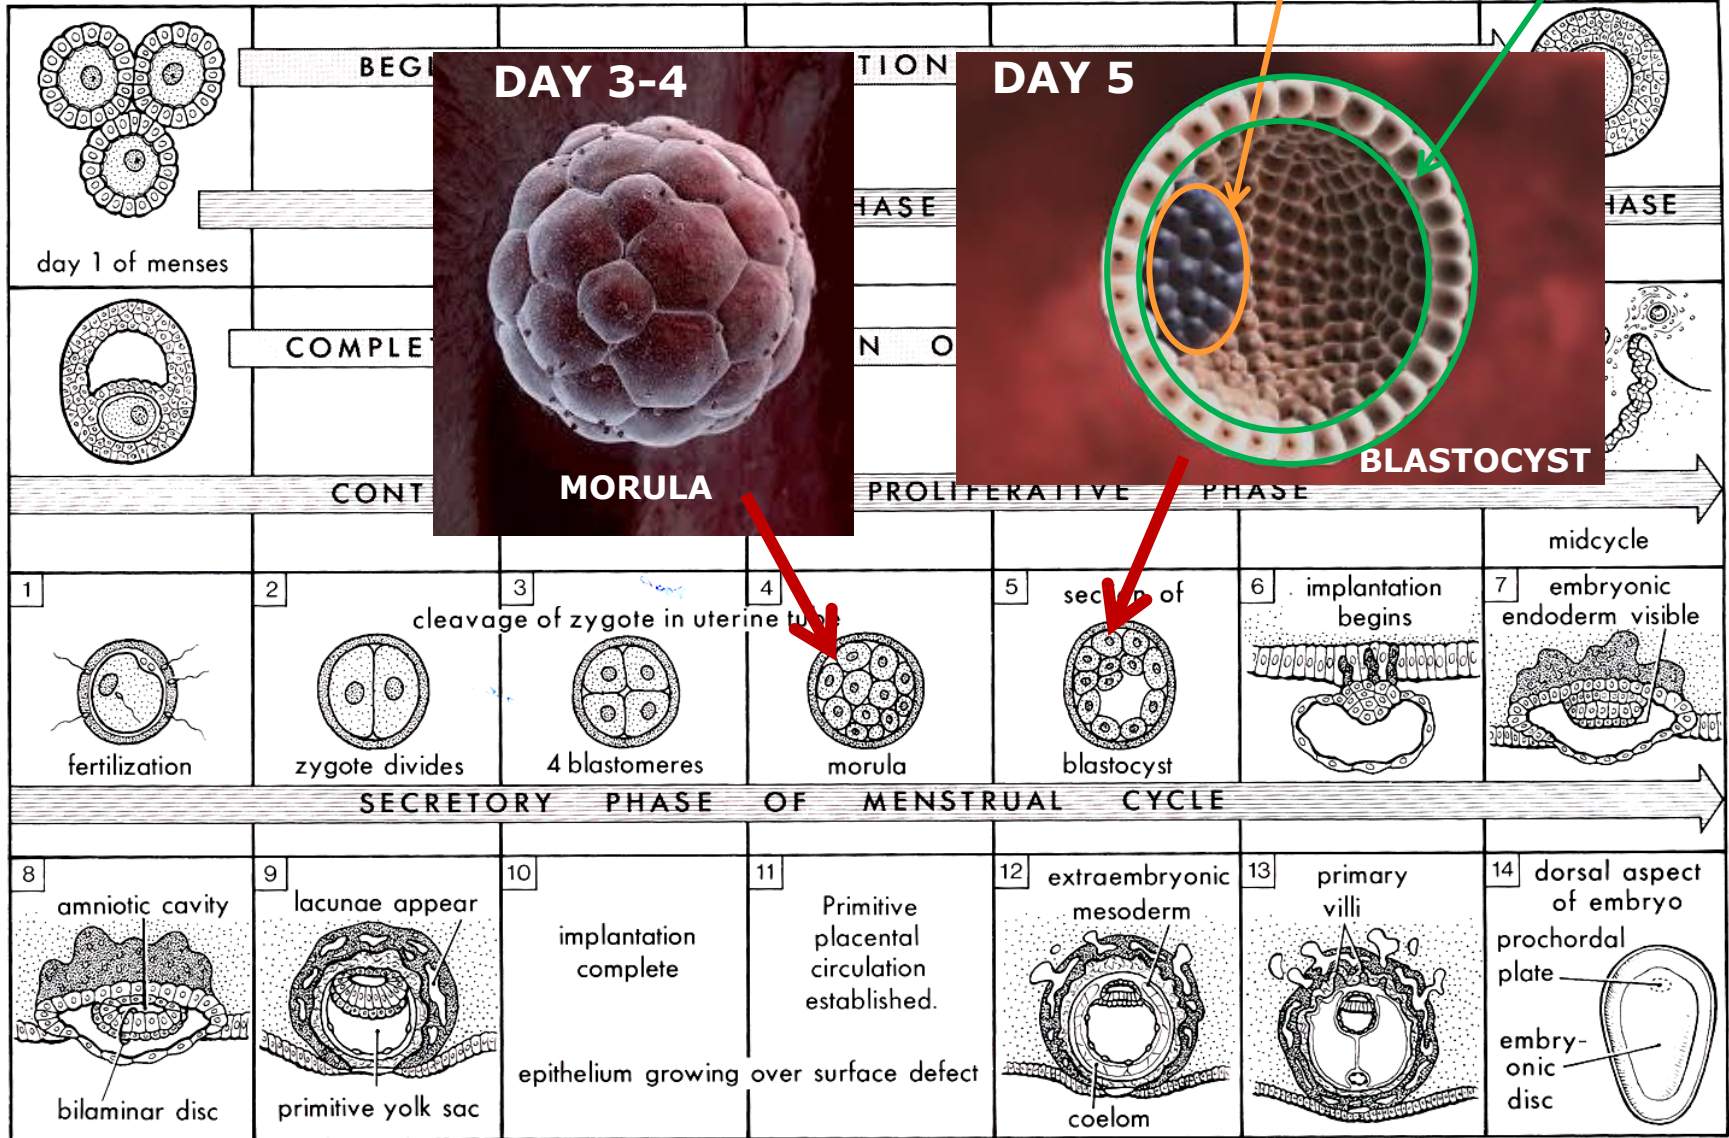 BEGI
TION
DAY 3-4
DAY 5
HASE
HASE
day 1 of menses
COMPLET
N O
MORULA
BLASTOCYST
CONT
PROLIFERATIVE PHASE
midcycle
1
2
3
4
5
6
7
cleavage of zygote in uterine tube
section of
implantation
begins
embryonic
endoderm visible
fertilization
zygote divides
4 blastomeres
morula
blastocyst
SECRETORY PHASE OF MENSTRUAL CYCLE
8
amniotic cavity
bilaminar disc
9
lacunae appear
primitive yolk sac
10
implantation
complete
11
Primitive
placental
circulation
established.
epithelium growing over surface defect
12
extraembryonic
mesoderm
coelom
13
primary
villi
14
dorsal aspect
of embryo
prochordal
plate
embry-
onic
disc